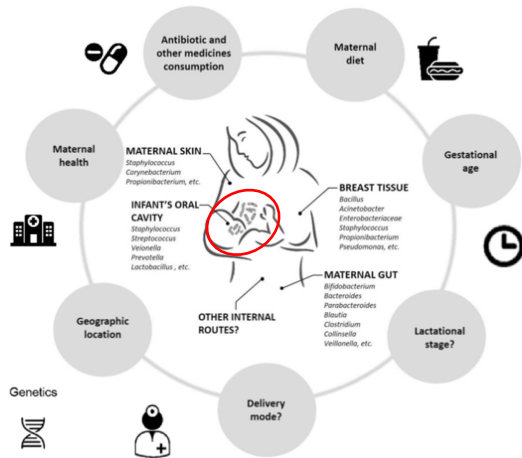 Antibiotic and
other medicines
consumption
Maternal
diet
Maternal
health
Gestational
age
MATERNAL SKIN
Staphylococcus
Corynebacterium
Propionibacterium, etc.
INFANT'S ORAL
CAVITY
Staphylococcus
Streptococcus
Veionella
Prevotella
Lactobacillus , etc.
BREAST TISSUE
Bacillus
Acinetobacter
Enterobacteriaceae
Staphylococcus
Propionibacterium
Pseudomonas, etc.
MATERNAL GUT
Bifidobacterium
Bacteroides
Parabacteroides
Blautia
Clostridium
Collinsella
Veillonella, etc.
OTHER INTERNAL
ROUTES?
Geographic
location
Lactational
stage?
Delivery
mode?
Genetics